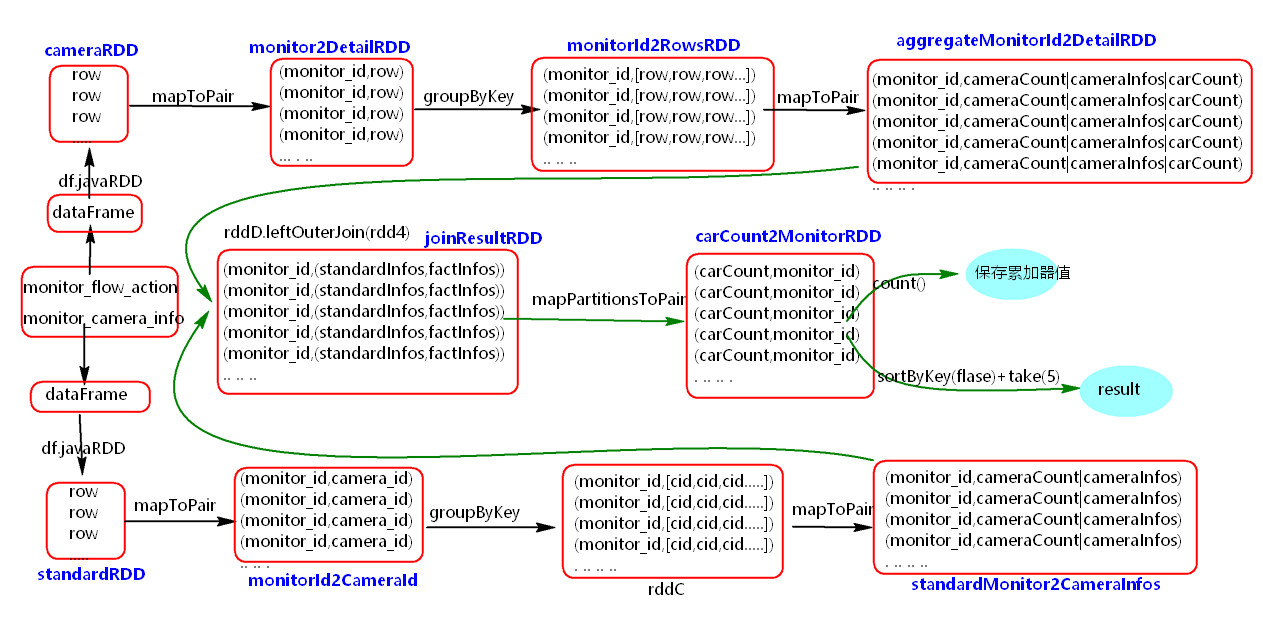 cameraRDD
row
row
row
.....
mapToPair
monitor2DetailRDD
(monitor_id,row)
(monitor_id,row)
(monitor_id,row)
(monitor_id,row)
... . ..
groupByKey
monitorId2RowsRDD
(monitor_id,[row,row,row...])
(monitor_id,[row,row,row...])
(monitor_id,[row,row,row...])
(monitor_id,[row,row,row...])
.. .. ..
mapToPair
aggregateMonitorId2DetailRDD
(monitor_id,cameraCount|cameraInfos|carCount)
(monitor_id,cameraCount|cameraInfos|carCount)
(monitor_id,cameraCount|cameraInfos|carCount)
(monitor_id,cameraCount|cameraInfos|carCount)
(monitor_id,cameraCount|cameraInfos|carCount)
.. .. .. .
df.javaRDD
dataFrame
monitor_flow_action
monitor_camera_info
dataFrame
df.javaRDD
rddD.leftOuterJoin(rdd4)
joinResultRDD
(monitor_id,(standardInfos,factInfos))
(monitor_id,(standardInfos,factInfos))
(monitor_id,(standardInfos,factInfos))
(monitor_id,(standardInfos,factInfos))
(monitor_id,(standardInfos,factInfos))
.. .. ..
mapPartitionsToPair
carCount2MonitorRDD
(carCount,monitor_id)
(carCount,monitor_id)
(carCount,monitor_id)
(carCount,monitor_id)
(carCount,monitor_id)
. .. .. .
count()
保存累加器值
sortByKey(flase)+take(5)
result
row
row
row
.....
standardRDD
mapToPair
(monitor_id,camera_id)
(monitor_id,camera_id)
(monitor_id,camera_id)
(monitor_id,camera_id)
.. .. .
monitorId2CameraId
groupByKey
(monitor_id,[cid,cid,cid.....])
(monitor_id,[cid,cid,cid.....])
(monitor_id,[cid,cid,cid.....])
(monitor_id,[cid,cid,cid.....])
. .. .. ..
rddC
mapToPair
(monitor_id,cameraCount|cameraInfos)
(monitor_id,cameraCount|cameraInfos)
(monitor_id,cameraCount|cameraInfos)
(monitor_id,cameraCount|cameraInfos)
. .. .. ..
standardMonitor2CameraInfos